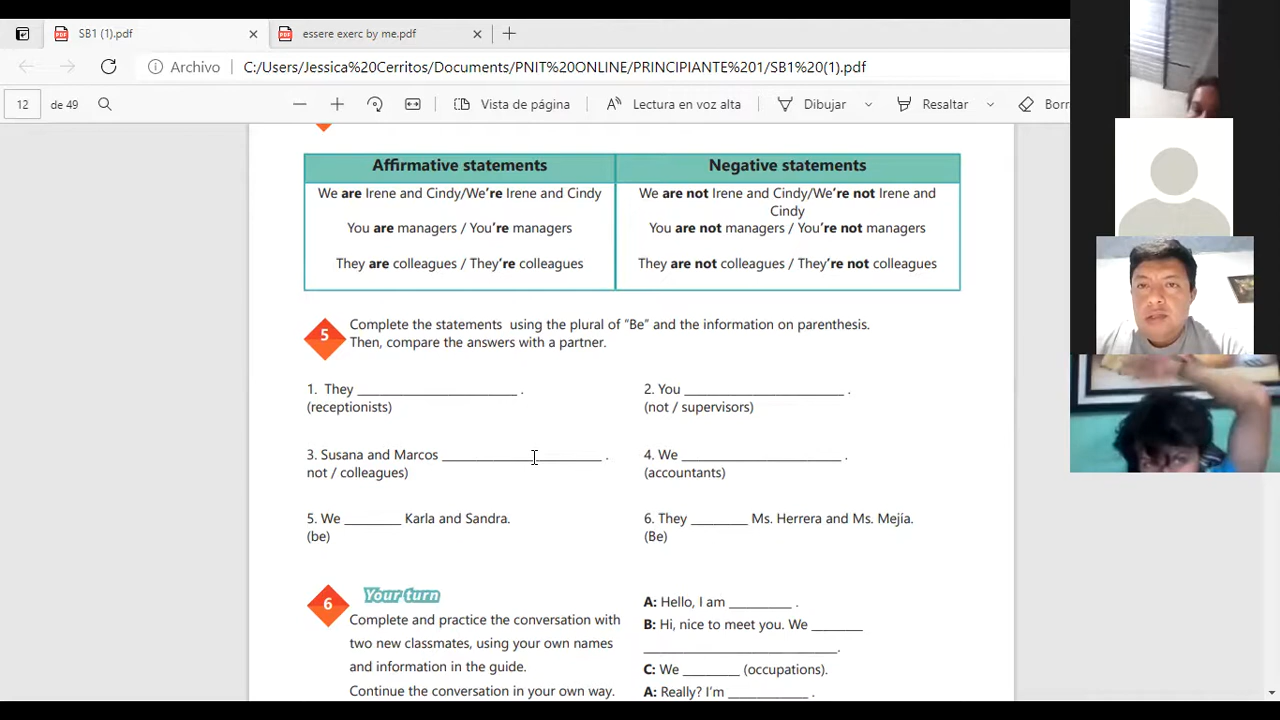 SB1 (1).pdf
essere exerc by me.pdf
Archivo C:/Users/Jessica%20Cerritos/Documents/PNIT%20ONLINE/PRINCIPIANTE%201/SB1%20(1).pdf
12 de 49 Vista de página Lectura en voz alta Dibujar Resaltar Borr
Affirmative statements
Negative statements
We are Irene and Cindy/We're Irene and Cindy
We are not Irene and Cindy/We're not Irene and
Cindy
You are managers / You're managers
You are not managers / You're not managers
They are colleagues / They're colleagues
They are not colleagues / They're not colleagues
5 Complete the statements using the plural of “Be” and the information on parenthesis.
Then, compare the answers with a partner.
1. They ____________________ .
(receptionists)
2. You ____________________ .
(not / supervisors)
3. Susana and Marcos ____________________ .
not / colleagues)
4. We ____________________ .
(accountants)
5. We _______ Karla and Sandra.
(be)
6. They _______ Ms. Herrera and Ms. Mejía.
(Be)
6 Your turn
Complete and practice the conversation with
two new classmates, using your own names
and information in the guide.
Continue the conversation in your own way.
A: Hello, I am ________ .
B: Hi, nice to meet you. We ______
________________________.
C: We _______ (occupations).
A: Really? I'm __________ .